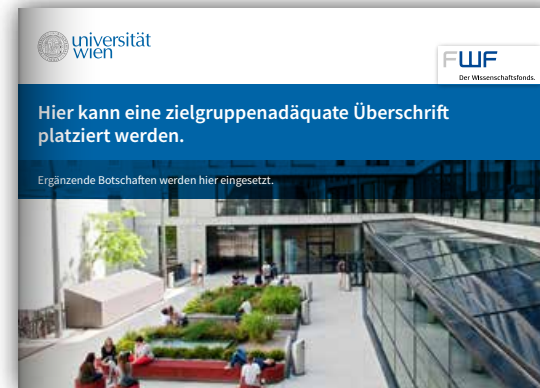 universität
wien
FWF
Der Wissenschaftsfonds.
Hier kann eine zielgruppenadäquate Überschrift
platziert werden.
Ergänzende Botschaften werden hier eingesetzt.